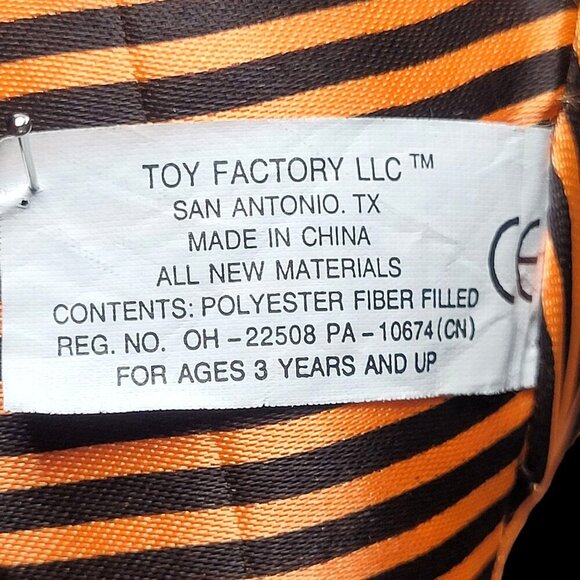 TOY FACTORY LLC™
SAN ANTONIO. TX
MADE IN CHINA
ALL NEW MATERIALS
CONTENTS: POLYESTER FIBER FILLED
REG. NO. OH-22508 PA-10674(CN)
FOR AGES 3 YEARS AND UP
CE